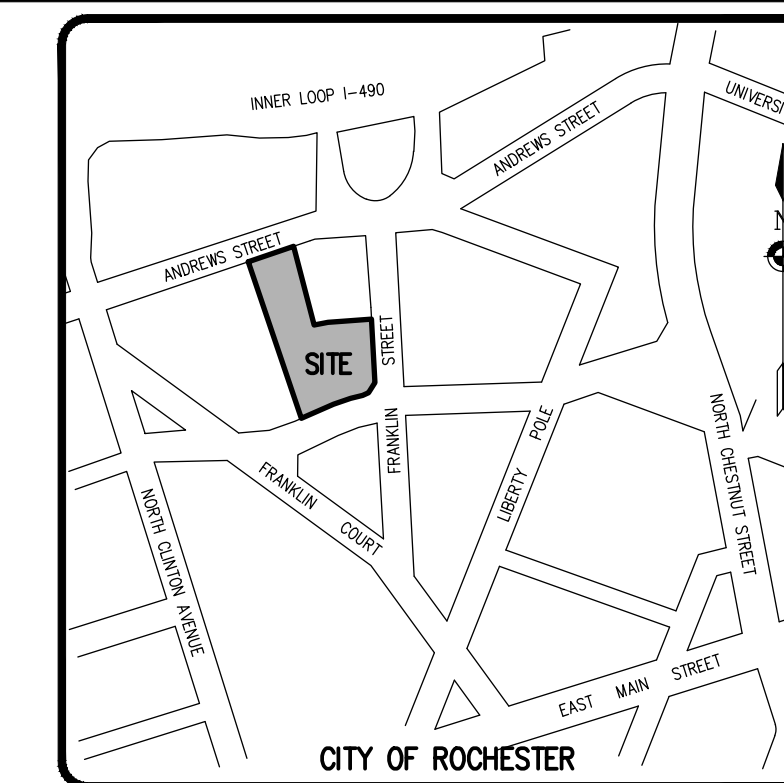 INNER LOOP I-490
ANDREWS STREET
UNIVERSI
N
ANDREWS STREET
SITE
STREET
FRANKLIN
LIBERTY POLE
NORTH CHESTNUT STREET
FRANKLIN COURT
NORTH CLINTON AVENUE
EAST MAIN STREET
CITY OF ROCHESTER